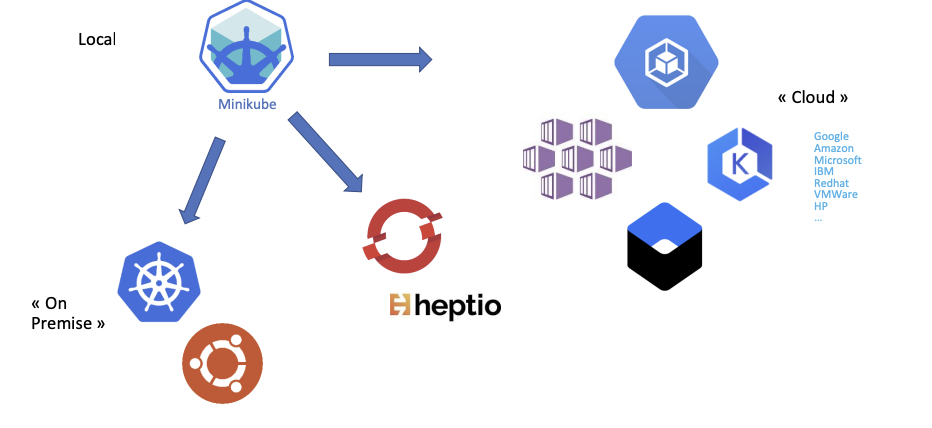 Local
Minikube
« Cloud »
Google
Amazon
Microsoft
IBM
Redhat
VMWare
HP
...
K
heptio
« On
Premise »